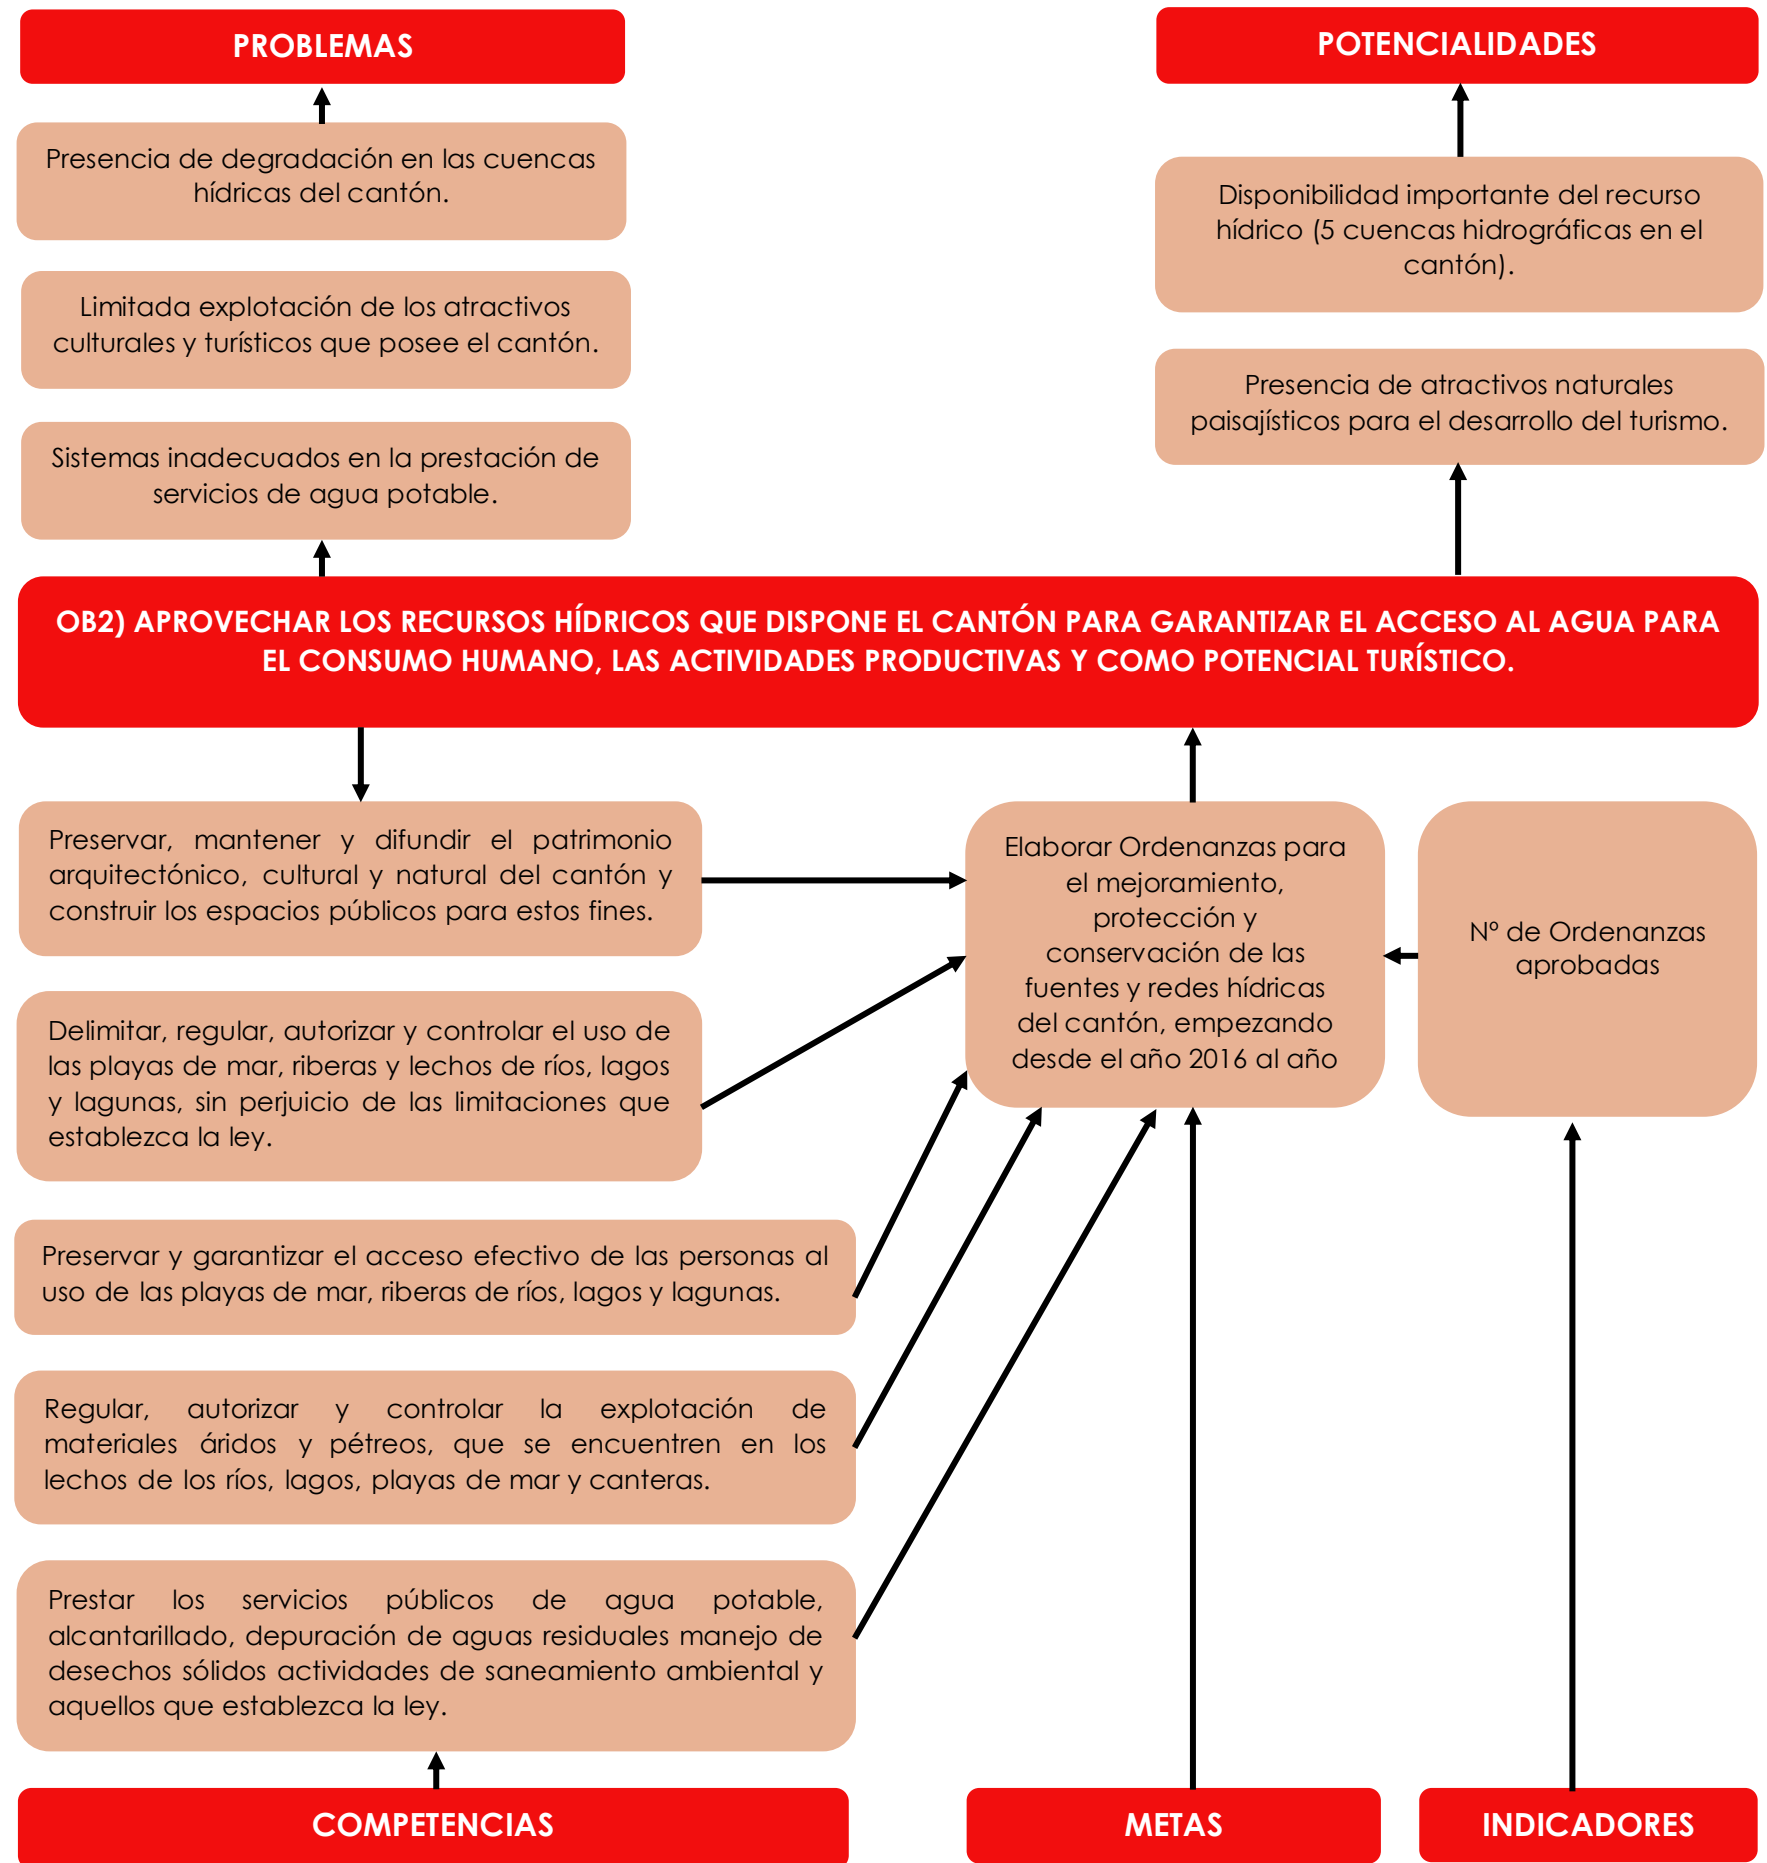 PROBLEMAS
POTENCIALIDADES
Presencia de degradación en las cuencas
hídricas del cantón.
Limitada explotación de los atractivos
culturales y turísticos que posee el cantón.
Sistemas inadecuados en la prestación de
servicios de agua potable.
Disponibilidad importante del recurso
hídrico (5 cuencas hidrográficas en el
cantón).
Presencia de atractivos naturales
paisajísticos para el desarrollo del turismo.
OB2) APROVECHAR LOS RECURSOS HÍDRICOS QUE DISPONE EL CANTÓN PARA GARANTIZAR EL ACCESO AL AGUA PARA
EL CONSUMO HUMANO, LAS ACTIVIDADES PRODUCTIVAS Y COMO POTENCIAL TURÍSTICO.
Preservar, mantener y difundir el patrimonio
arquitectónico, cultural y natural del cantón y
construir los espacios públicos para estos fines.
Delimitar, regular, autorizar y controlar el uso de
las playas de mar, riberas y lechos de ríos, lagos
y lagunas, sin perjuicio de las limitaciones que
establezca la ley.
Preservar y garantizar el acceso efectivo de las personas al
uso de las playas de mar, riberas de ríos, lagos y lagunas.
Regular, autorizar y controlar la explotación de
materiales áridos y pétreos, que se encuentren en los
lechos de los ríos, lagos, playas de mar y canteras.
Prestar los servicios públicos de agua potable,
alcantarillado, depuración de aguas residuales manejo de
desechos sólidos actividades de saneamiento ambiental y
aquellos que establezca la ley.
Elaborar Ordenanzas para
el mejoramiento,
protección y
conservación de las
fuentes y redes hídricas
del cantón, empezando
desde el año 2016 al año
Nº de Ordenanzas
aprobadas
COMPETENCIAS
METAS
INDICADORES